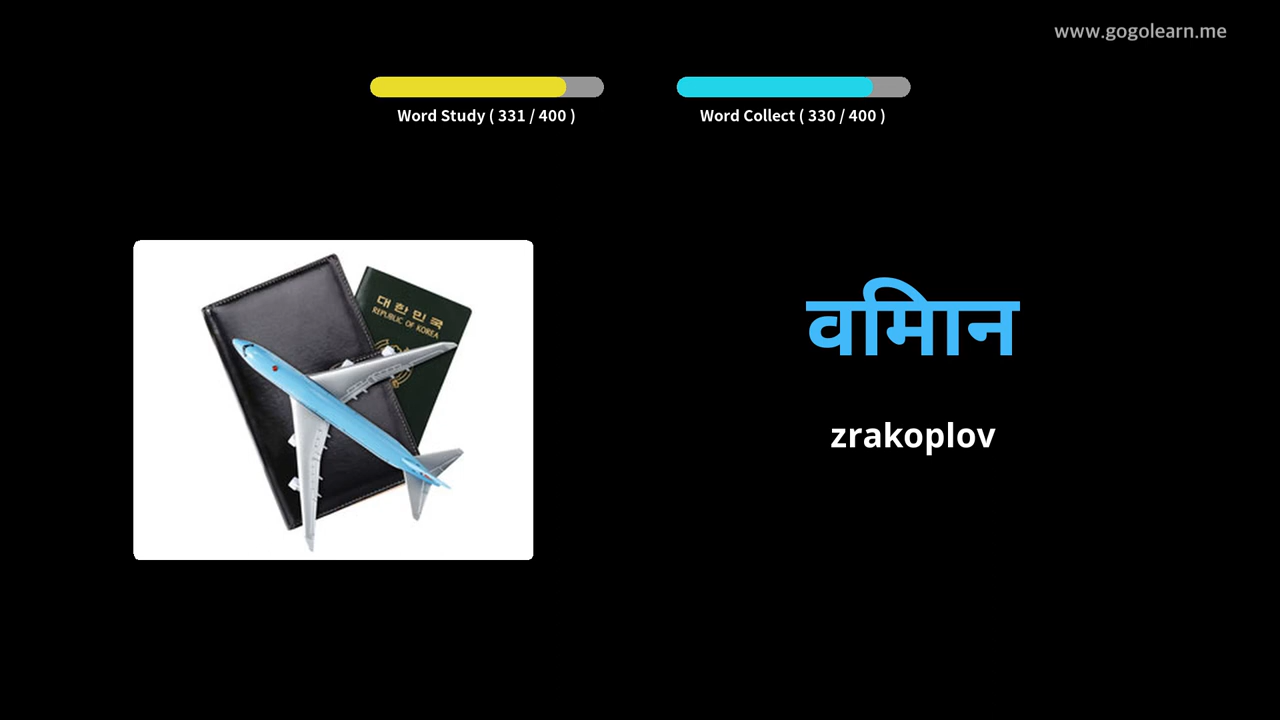 www.gogolearn.me
Word Study ( 331 / 400 )
Word Collect ( 330 / 400 )
대한민국
REPUBLIC OF KOREA
विमान
zrakoplov